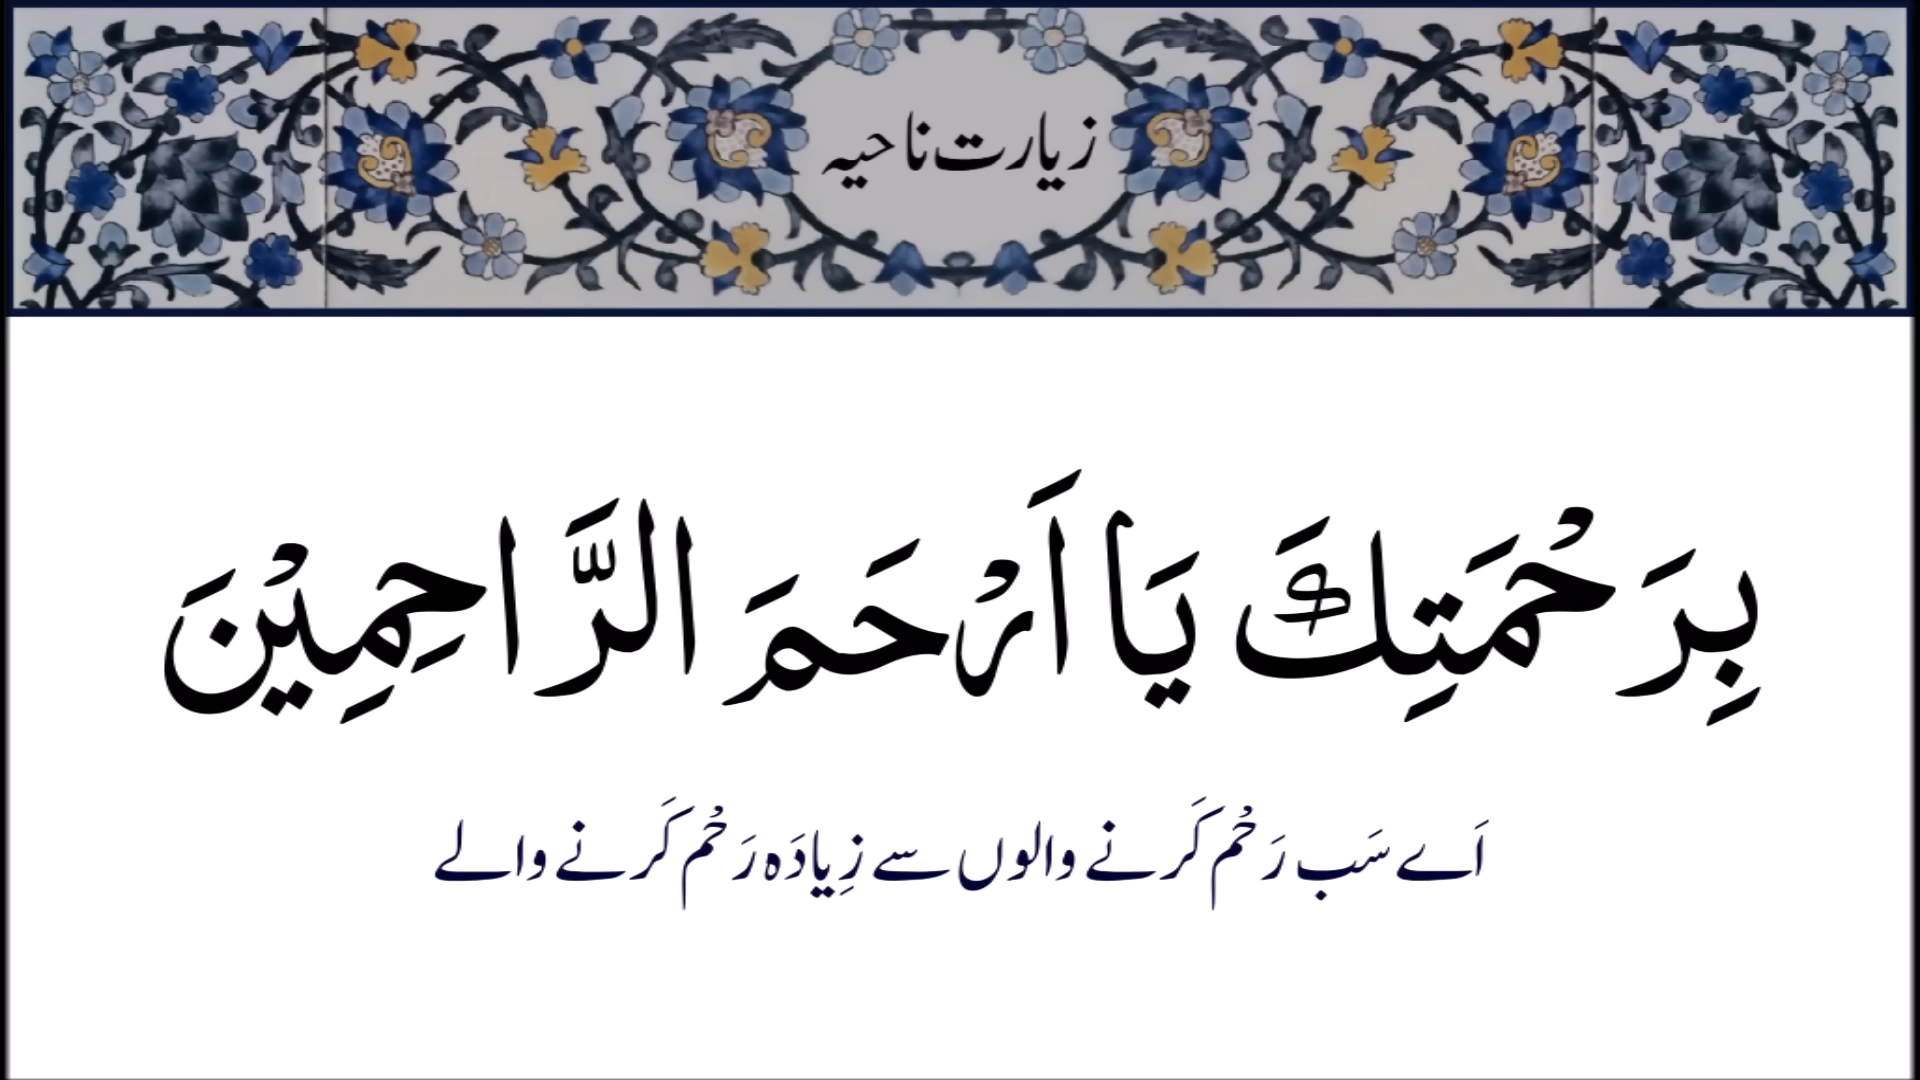 زیارت ناحیہ
بِرَحْمَتِكَ يَا اَرْحَمَ الرَّاحِمِيْنَ
اَے سَب رَحْم کَرنے والوں سے زِیادَہ رَحْم کَرنے والے